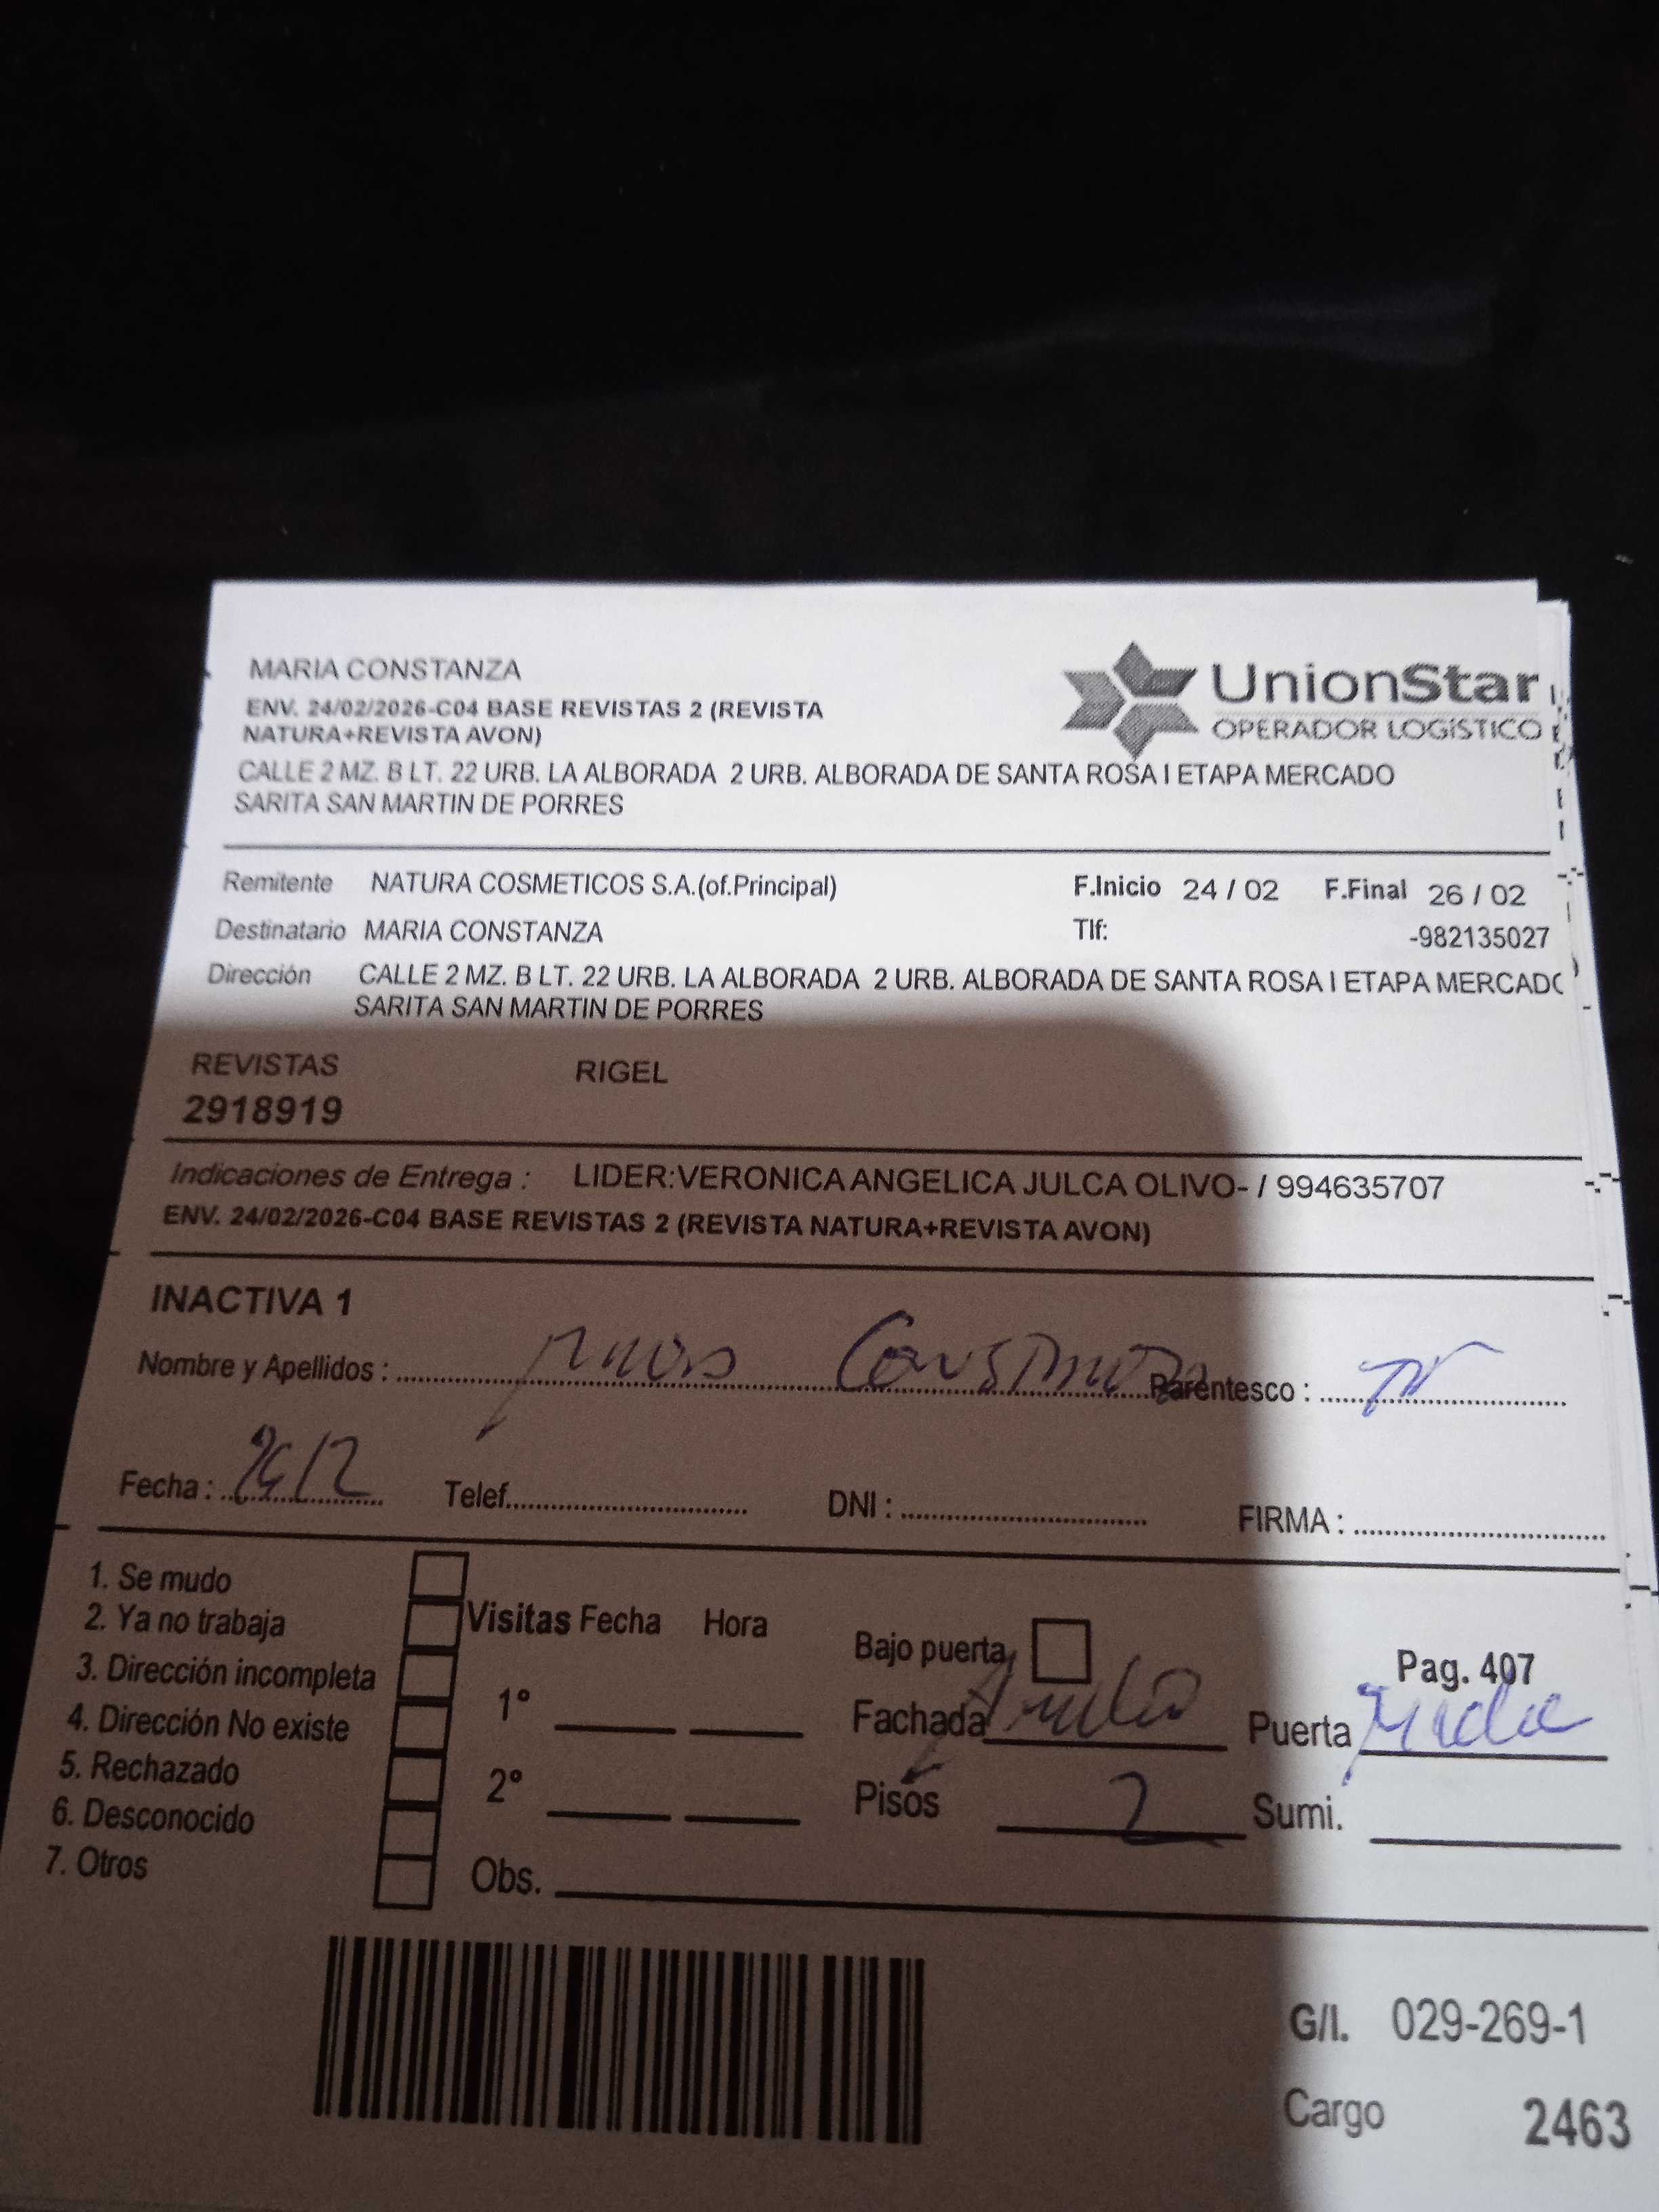 MARIA CONSTANZA
ENV. 24/02/2026-C04 BASE REVISTAS 2 (REVISTA
NATURA+REVISTA AVON)
CALLE 2 MZ. B LT. 22 URB. LA ALBORADA 2 URB. ALBORADA DE SANTA ROSA I ETAPA MERCADO
SARITA SAN MARTIN DE PORRES
UnionStar
OPERADOR LOGÍSTICO
Remitente NATURA COSMETICOS S.A.(of.Principal) F.Inicio 24 / 02 F.Final 26 / 02
Destinatario MARIA CONSTANZA Tlf: -982135027
Dirección CALLE 2 MZ. B LT. 22 URB. LA ALBORADA 2 URB. ALBORADA DE SANTA ROSA I ETAPA MERCADO
SARITA SAN MARTIN DE PORRES
REVISTAS RIGEL
2918919
Indicaciones de Entrega : LIDER:VERONICA ANGELICA JULCA OLIVO- / 994635707
ENV. 24/02/2026-C04 BASE REVISTAS 2 (REVISTA NATURA+REVISTA AVON)
INACTIVA 1
Nombre y Apellidos : Constanza Parentesco :
Fecha : Telef. DNI : FIRMA :
1. Se mudo
2. Ya no trabaja
3. Dirección incompleta
4. Dirección No existe
5. Rechazado
6. Desconocido
7. Otros
Visitas Fecha Hora
1°
2°
Obs.
Bajo puerta
Pag. 407
Fachada Puerta
Pisos 2 Sumi.
G/I. 029-269-1
Cargo 2463